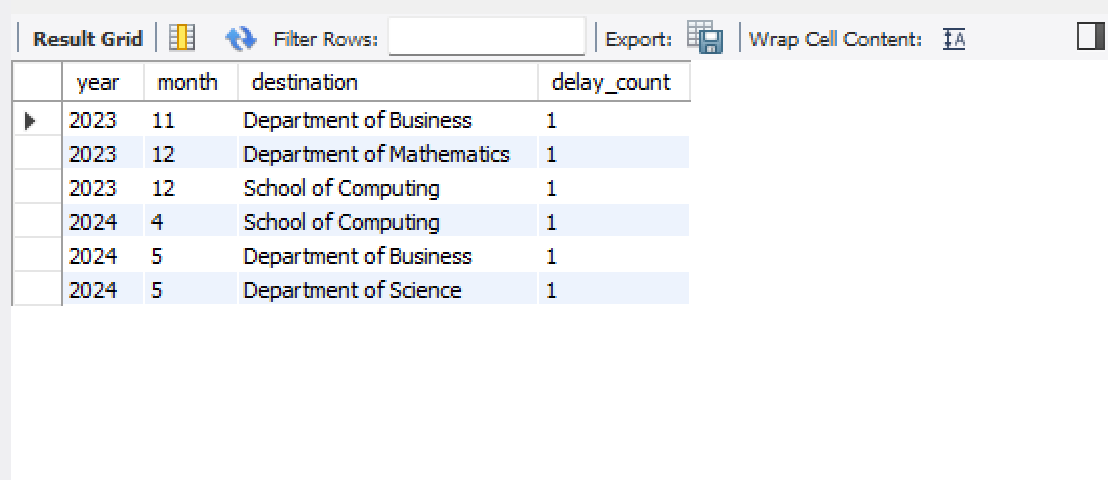 Result Grid Filter Rows: Export: Wrap Cell Content: IA
year month destination delay_count
2023 11 Department of Business 1
2023 12 Department of Mathematics 1
2023 12 School of Computing 1
2024 4 School of Computing 1
2024 5 Department of Business 1
2024 5 Department of Science 1